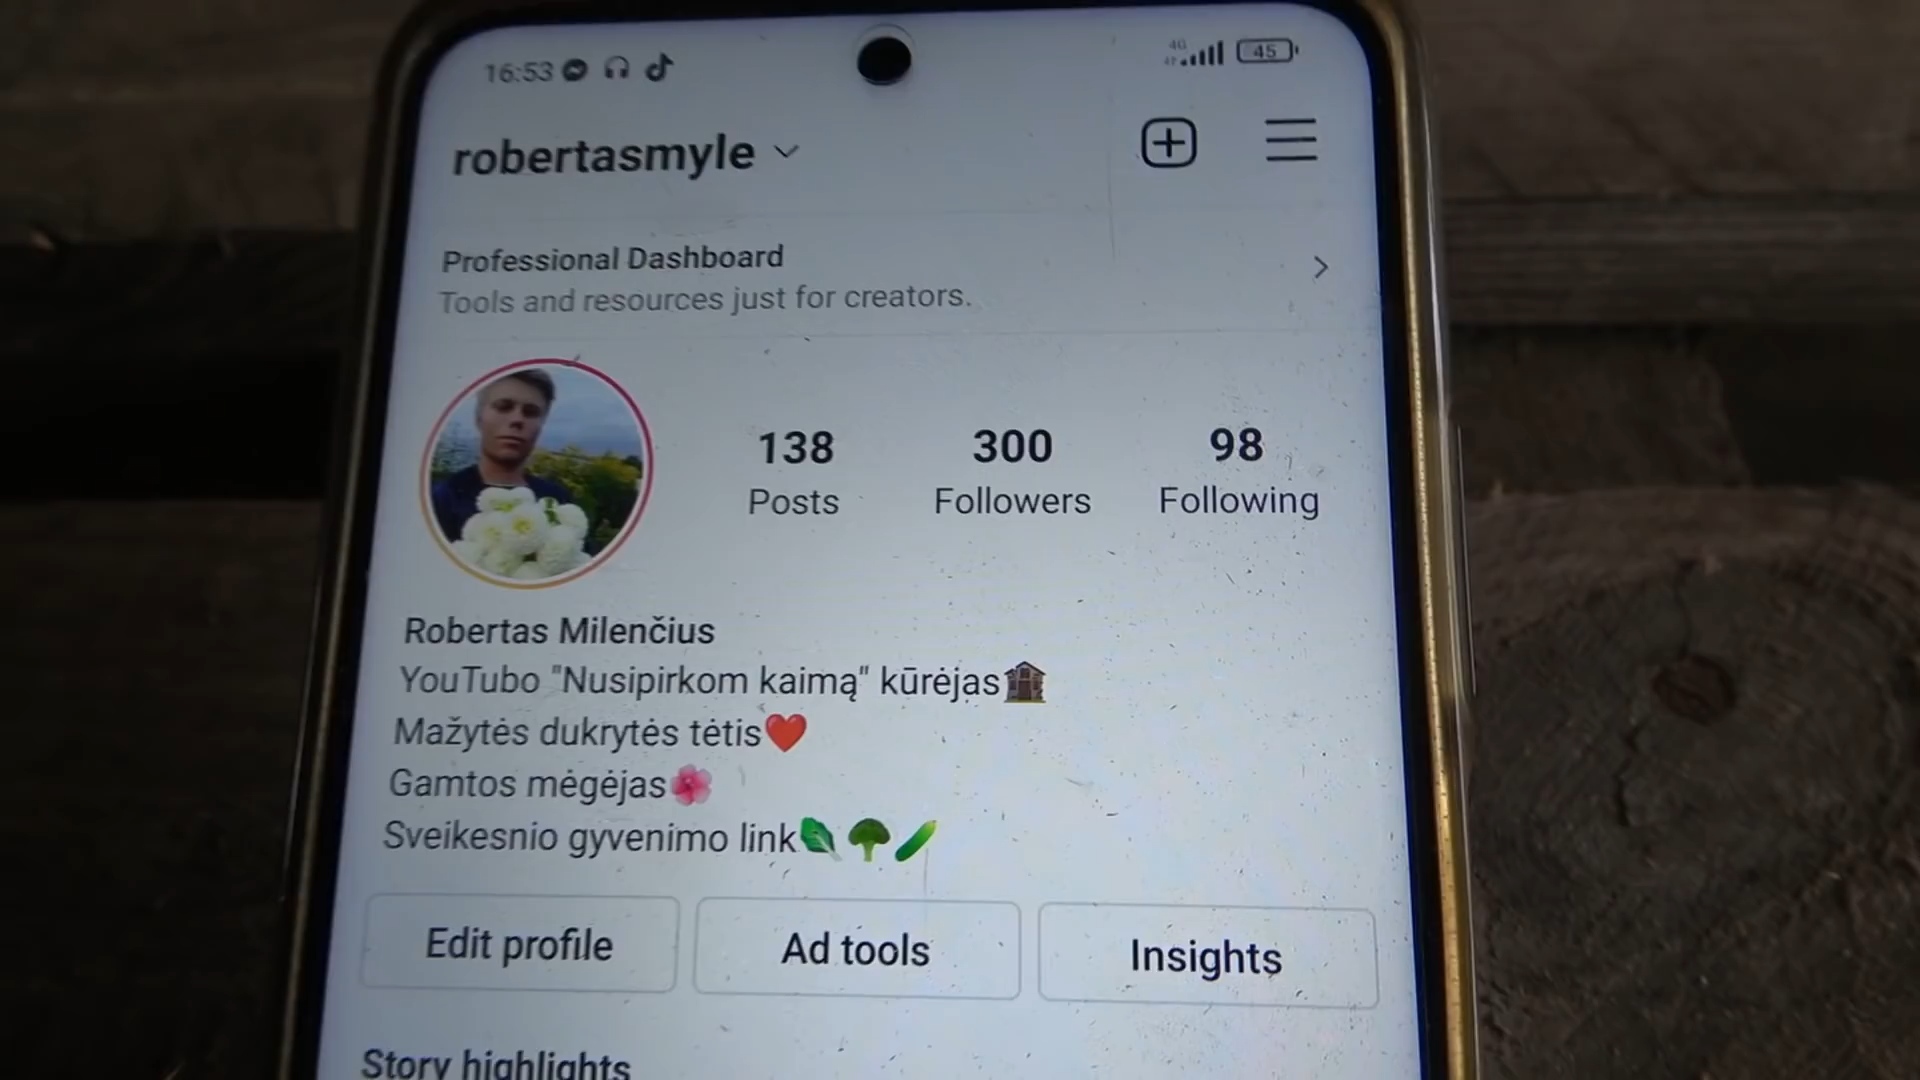 16:53
4G
45
robertasmyle
Professional Dashboard
Tools and resources just for creators.
138
300
98
Posts
Followers
Following
Robertas Milenčius
YouTubo "Nusipirkom kaimą" kūrėjas🏚️
Mažytės dukrytės tėtis❤️
Gamtos mėgėjas🌸
Sveikesnio gyvenimo link🥬🥦🥒
Edit profile
Ad tools
Insights
Story highlights